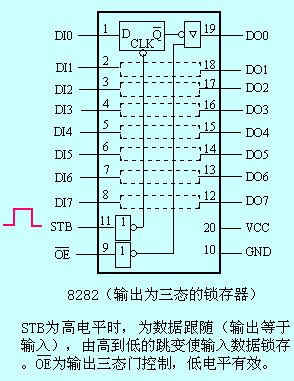 DI0 1 D Q̅ CLK ▽ 19 DO0
DI1 2 18 DO1
DI2 3 17 DO2
DI3 4 16 DO3
DI4 5 15 DO4
DI5 6 14 DO5
DI6 7 13 DO6
DI7 8 12 DO7
STB 11 1 20 VCC
O̅E̅ 9 1 10 GND
8282（输出为三态的锁存器）
STB为高电平时，为数据跟随（输出等于
输入），由高到低的跳变使输入数据锁存
。O̅E̅为输出三态门控制，低电平有效。